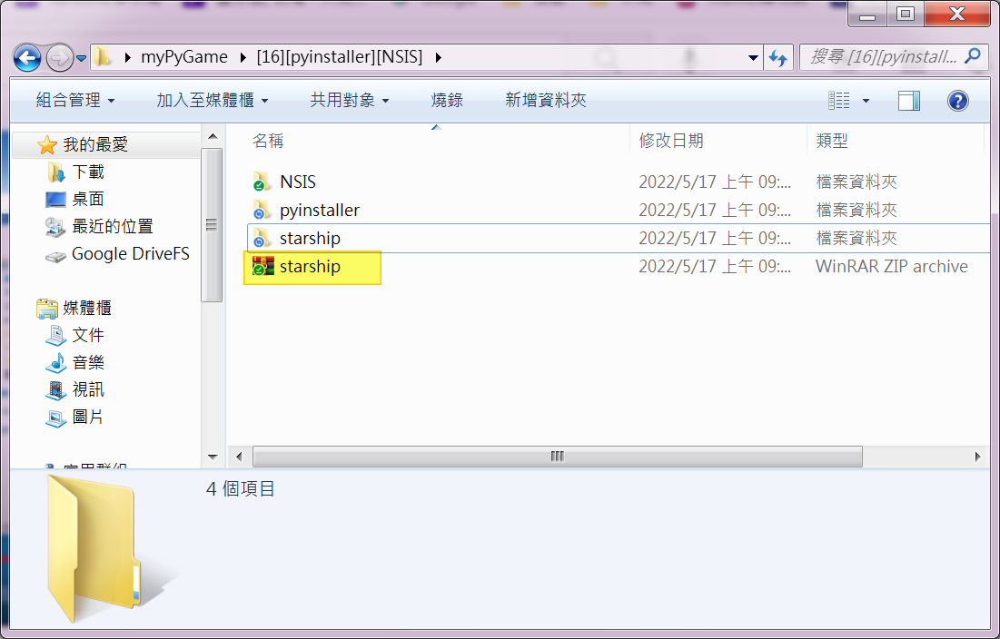 myPyGame [16][pyinstaller][NSIS] 搜尋 [16][pyinstall...
組合管理 加入至媒體櫃 共用對象 燒錄 新增資料夾
我的最愛
下載
桌面
最近的位置
Google DriveFS
媒體櫃
文件
音樂
視訊
圖片
名稱 修改日期 類型
NSIS 2022/5/17 上午 09:... 檔案資料夾
pyinstaller 2022/5/17 上午 09:... 檔案資料夾
starship 2022/5/17 上午 09:... 檔案資料夾
starship 2022/5/17 上午 09:... WinRAR ZIP archive
4 個項目